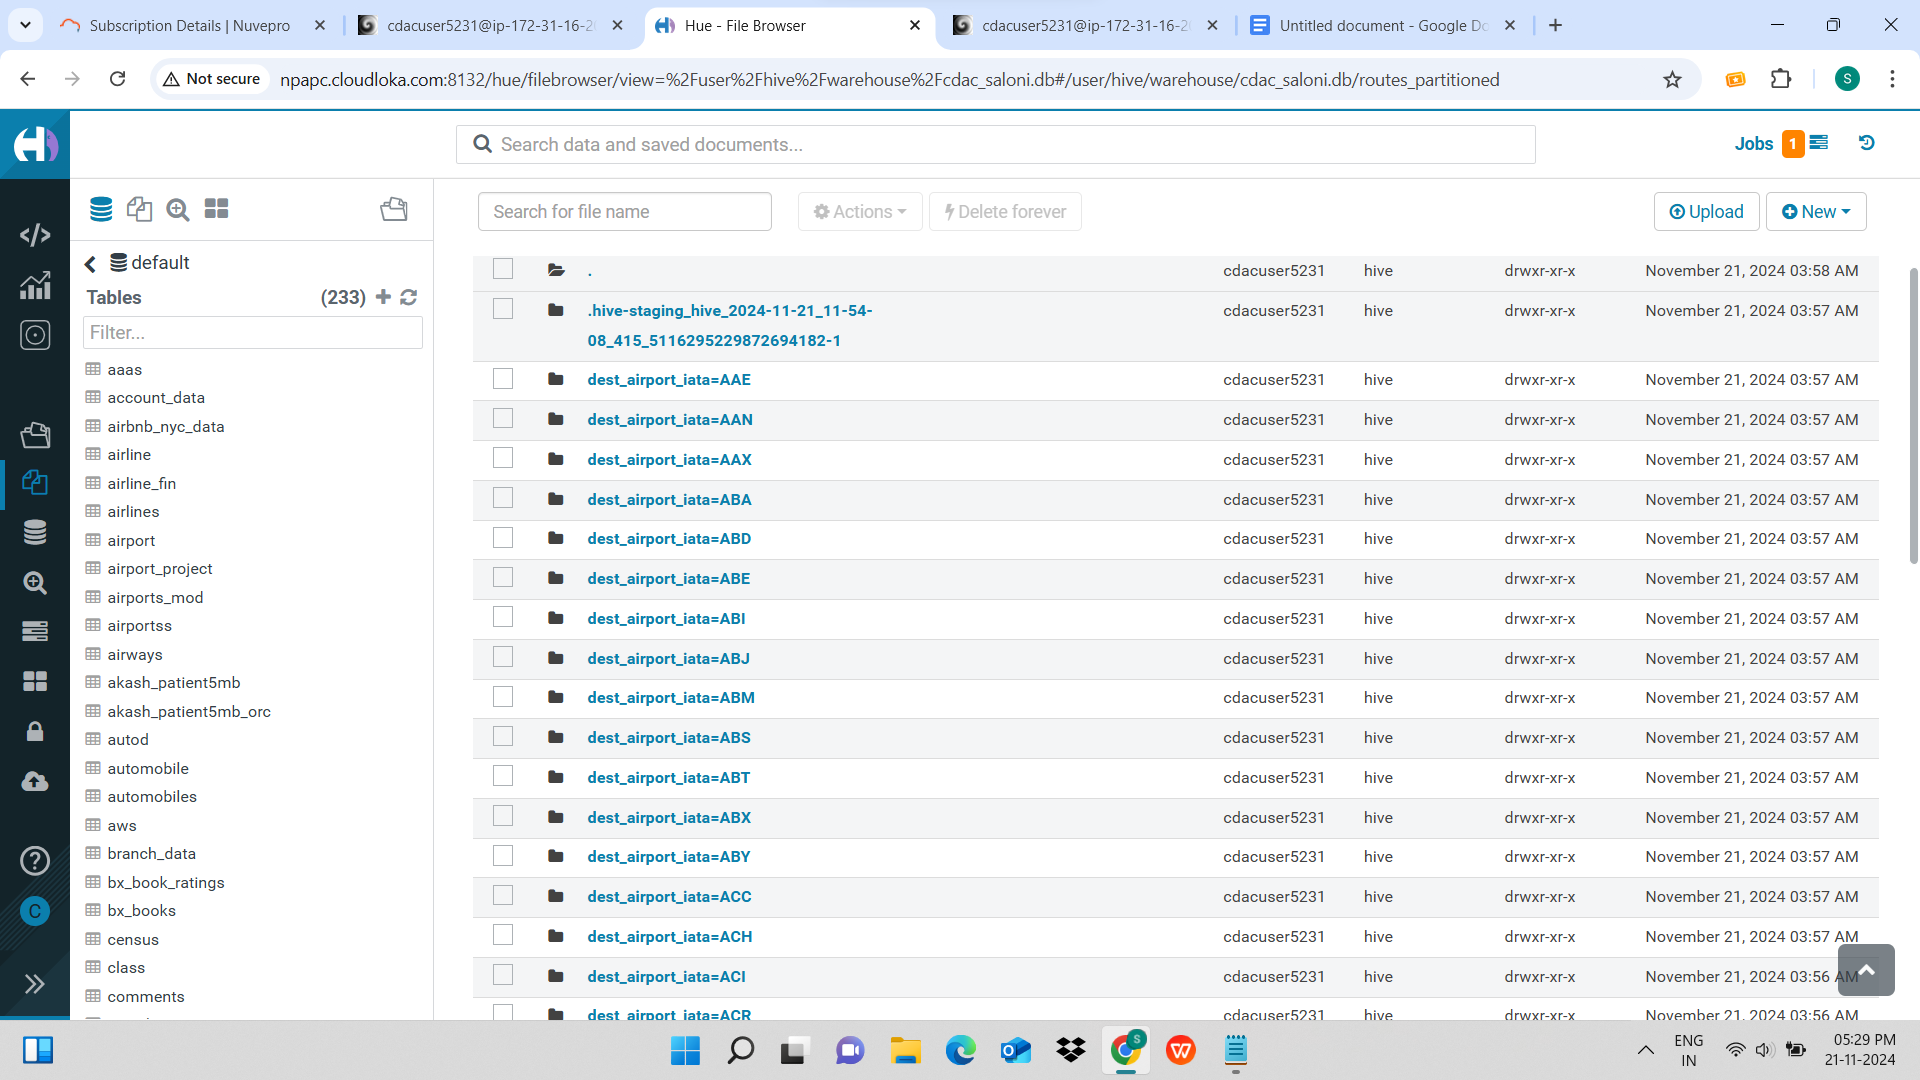 Subscription Details | Nuvepro
cdacuser5231@ip-172-31-16-2
Hue - File Browser
cdacuser5231@ip-172-31-16-2
Untitled document - Google Do
Not secure
npapc.cloudloka.com:8132/hue/filebrowser/view=%2Fuser%2Fhive%2Fwarehouse%2Fcdac_saloni.db#/user/hive/warehouse/cdac_saloni.db/routes_partitioned
S
Search data and saved documents...
Jobs 1
Search for file name
Actions
Delete forever
Upload
New
default
Tables (233)
Filter...
aaas
account_data
airbnb_nyc_data
airline
airline_fin
airlines
airport
airport_project
airports_mod
airportss
airways
akash_patient5mb
akash_patient5mb_orc
autod
automobile
automobiles
aws
branch_data
bx_book_ratings
bx_books
census
class
comments
C
. cdacuser5231 hive drwxr-xr-x November 21, 2024 03:58 AM
.hive-staging_hive_2024-11-21_11-54- cdacuser5231 hive drwxr-xr-x November 21, 2024 03:57 AM
08_415_5116295229872694182-1
dest_airport_iata=AAE cdacuser5231 hive drwxr-xr-x November 21, 2024 03:57 AM
dest_airport_iata=AAN cdacuser5231 hive drwxr-xr-x November 21, 2024 03:57 AM
dest_airport_iata=AAX cdacuser5231 hive drwxr-xr-x November 21, 2024 03:57 AM
dest_airport_iata=ABA cdacuser5231 hive drwxr-xr-x November 21, 2024 03:57 AM
dest_airport_iata=ABD cdacuser5231 hive drwxr-xr-x November 21, 2024 03:57 AM
dest_airport_iata=ABE cdacuser5231 hive drwxr-xr-x November 21, 2024 03:57 AM
dest_airport_iata=ABI cdacuser5231 hive drwxr-xr-x November 21, 2024 03:57 AM
dest_airport_iata=ABJ cdacuser5231 hive drwxr-xr-x November 21, 2024 03:57 AM
dest_airport_iata=ABM cdacuser5231 hive drwxr-xr-x November 21, 2024 03:57 AM
dest_airport_iata=ABS cdacuser5231 hive drwxr-xr-x November 21, 2024 03:57 AM
dest_airport_iata=ABT cdacuser5231 hive drwxr-xr-x November 21, 2024 03:57 AM
dest_airport_iata=ABX cdacuser5231 hive drwxr-xr-x November 21, 2024 03:57 AM
dest_airport_iata=ABY cdacuser5231 hive drwxr-xr-x November 21, 2024 03:57 AM
dest_airport_iata=ACC cdacuser5231 hive drwxr-xr-x November 21, 2024 03:57 AM
dest_airport_iata=ACH cdacuser5231 hive drwxr-xr-x November 21, 2024 03:57 AM
dest_airport_iata=ACI cdacuser5231 hive drwxr-xr-x November 21, 2024 03:56 AM
dest_airport_iata=ACR cdacuser5231 hive drwxr-xr-x November 21, 2024 03:56 AM
ENG
IN
05:29 PM
21-11-2024